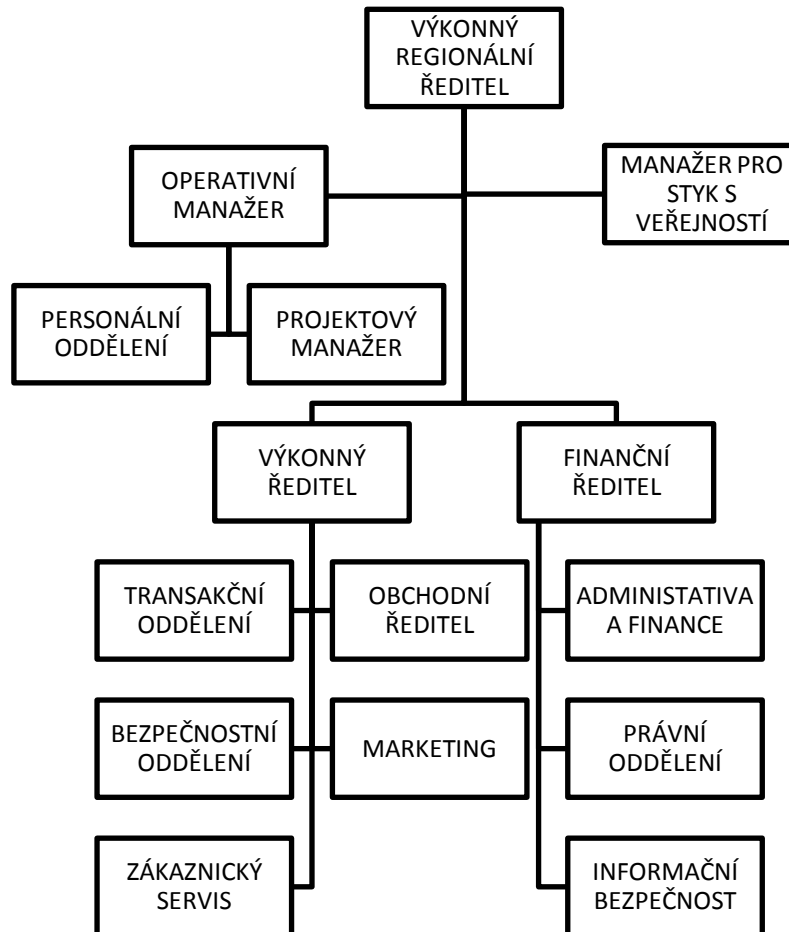 VÝKONNÝ
REGIONÁLNÍ
ŘEDITEL
OPERATIVNÍ
MANAŽER
MANAŽER PRO
STYK S
VEŘEJNOSTÍ
PERSONÁLNÍ
ODDĚLENÍ
PROJEKTOVÝ
MANAŽER
VÝKONNÝ
ŘEDITEL
FINANČNÍ
ŘEDITEL
TRANSAKČNÍ
ODDĚLENÍ
OBCHODNÍ
ŘEDITEL
ADMINISTATIVA
A FINANCE
BEZPEČNOSTNÍ
ODDĚLENÍ
MARKETING
PRÁVNÍ
ODDĚLENÍ
ZÁKAZNICKÝ
SERVIS
INFORMAČNÍ
BEZPEČNOST